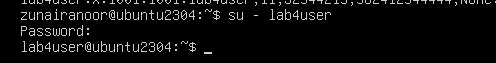 zunairanoor@ubuntu2304:~$ su - lab4user
Password:
lab4user@ubuntu2304:~$ _